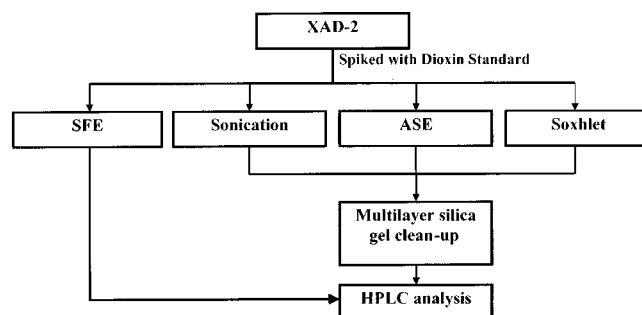 XAD-2
Spiked with Dioxin Standard
SFE
Sonication
ASE
Soxhlet
Multilayer silica
gel clean-up
HPLC analysis